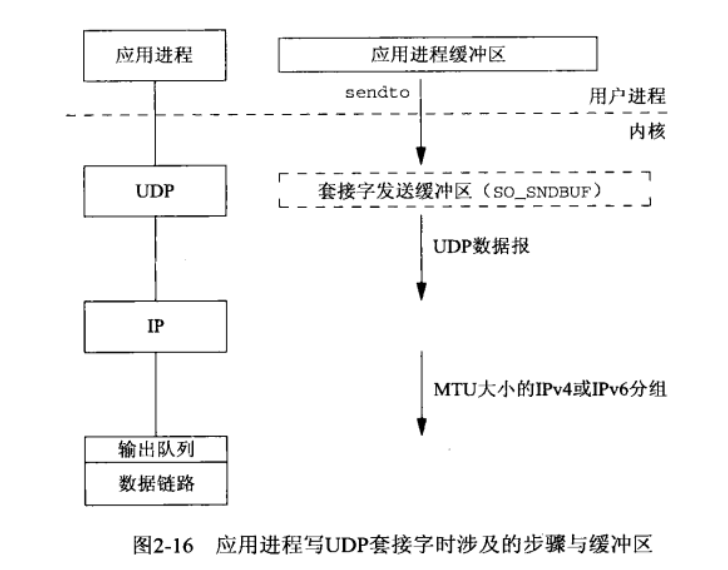 应用进程
应用进程缓冲区
sendto
用户进程
内核
UDP
套接字发送缓冲区（SO_SNDBUF）
UDP数据报
IP
MTU大小的IPv4或IPv6分组
输出队列
数据链路
图2-16 应用进程写UDP套接字时涉及的步骤与缓冲区